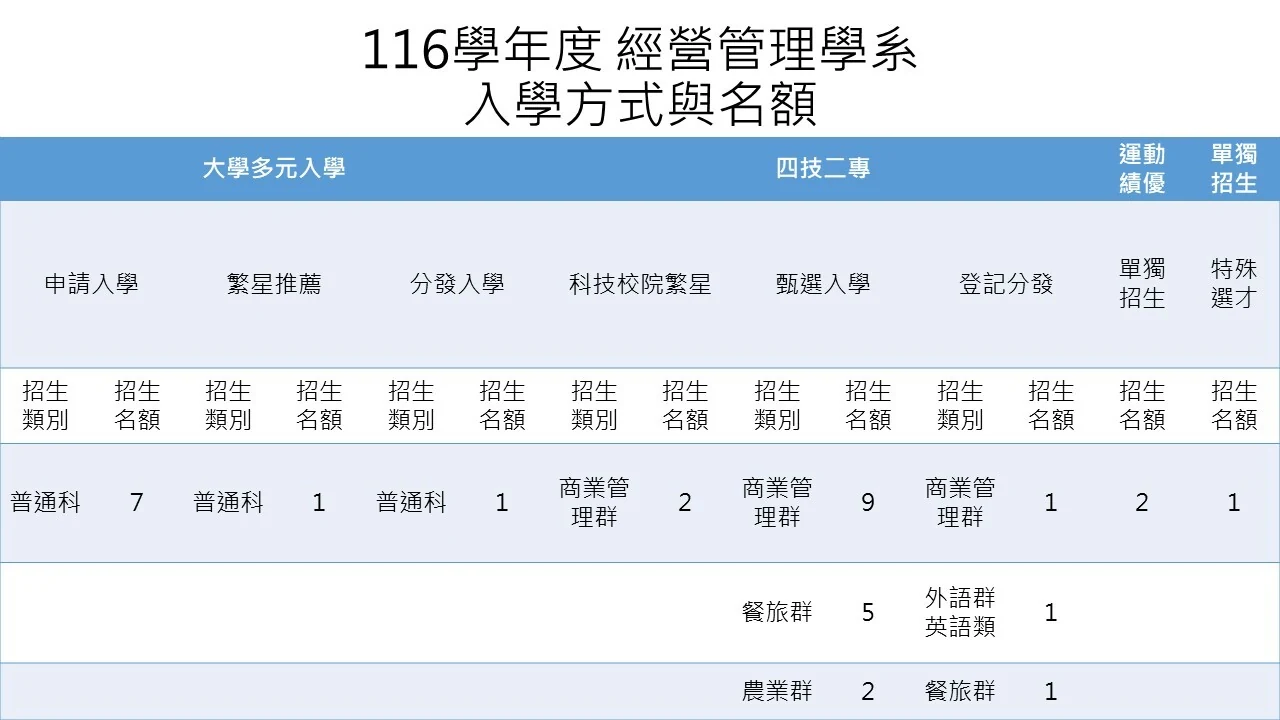 116學年度 經營管理學系
入學方式與名額
大學多元入學
四技二專
運動
績優
單獨
招生
申請入學
繁星推薦
分發入學
科技校院繁星
甄選入學
登記分發
單獨
招生
特殊
選才
招生
類別
招生
名額
招生
類別
招生
名額
招生
類別
招生
名額
招生
類別
招生
名額
招生
類別
招生
名額
招生
類別
招生
名額
招生
名額
招生
名額
普通科
7
普通科
1
普通科
1
商業管
理群
2
商業管
理群
9
商業管
理群
1
2
1
餐旅群
5
外語群
英語類
1
農業群
2
餐旅群
1